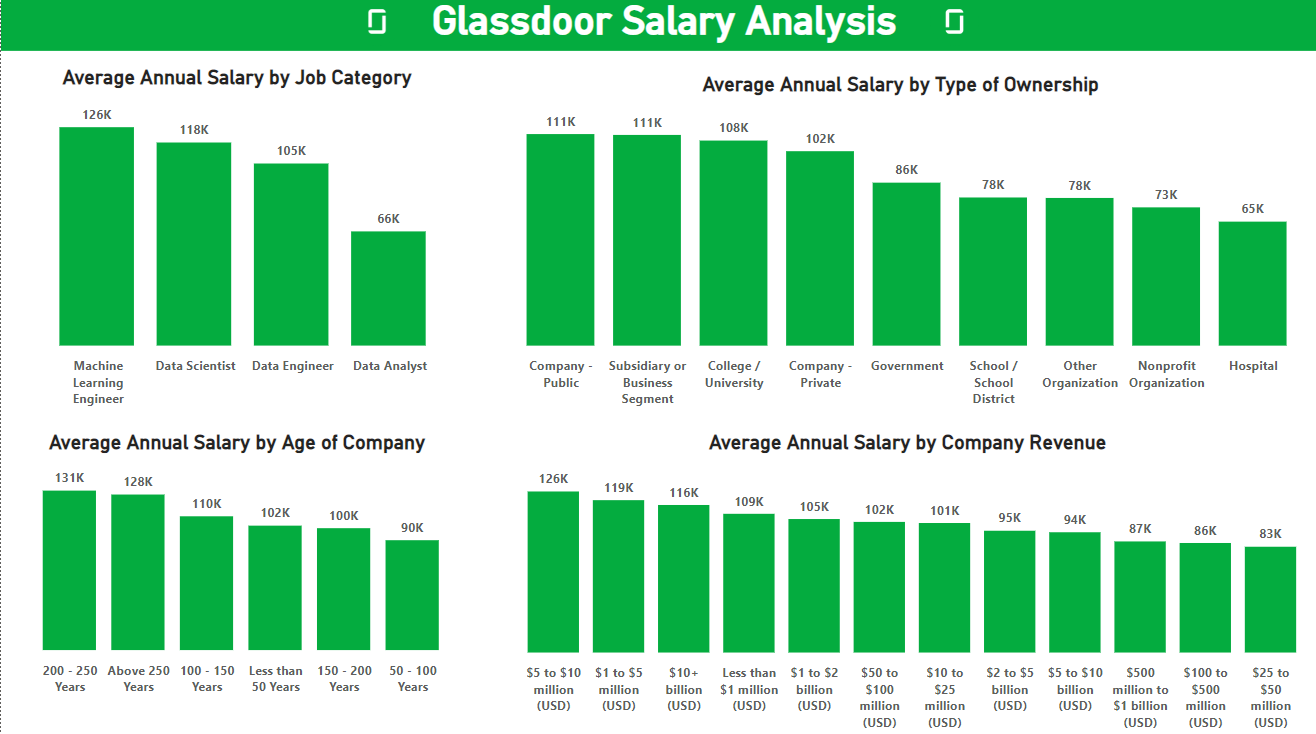 Glassdoor Salary Analysis
Average Annual Salary by Job Category
126K
118K
105K
66K
Machine
Learning
Engineer
Data Scientist
Data Engineer
Data Analyst
Average Annual Salary by Type of Ownership
111K
111K
108K
102K
86K
78K
78K
73K
65K
Company -
Public
Subsidiary or
Business
Segment
College /
University
Company -
Private
Government
School /
School
District
Other
Organization
Nonprofit
Organization
Hospital
Average Annual Salary by Age of Company
131K
128K
110K
102K
100K
90K
200 - 250
Years
Above 250
Years
100 - 150
Years
Less than
50 Years
150 - 200
Years
50 - 100
Years
Average Annual Salary by Company Revenue
126K
119K
116K
109K
105K
102K
101K
95K
94K
87K
86K
83K
$5 to $10
million
(USD)
$1 to $5
million
(USD)
$10+
billion
(USD)
Less than
$1 million
(USD)
$1 to $2
billion
(USD)
$50 to
$100
million
(USD)
$10 to
$25
million
(USD)
$2 to $5
billion
(USD)
$5 to $10
billion
(USD)
$500
million to
$1 billion
(USD)
$100 to
$500
million
(USD)
$25 to
$50
million
(USD)